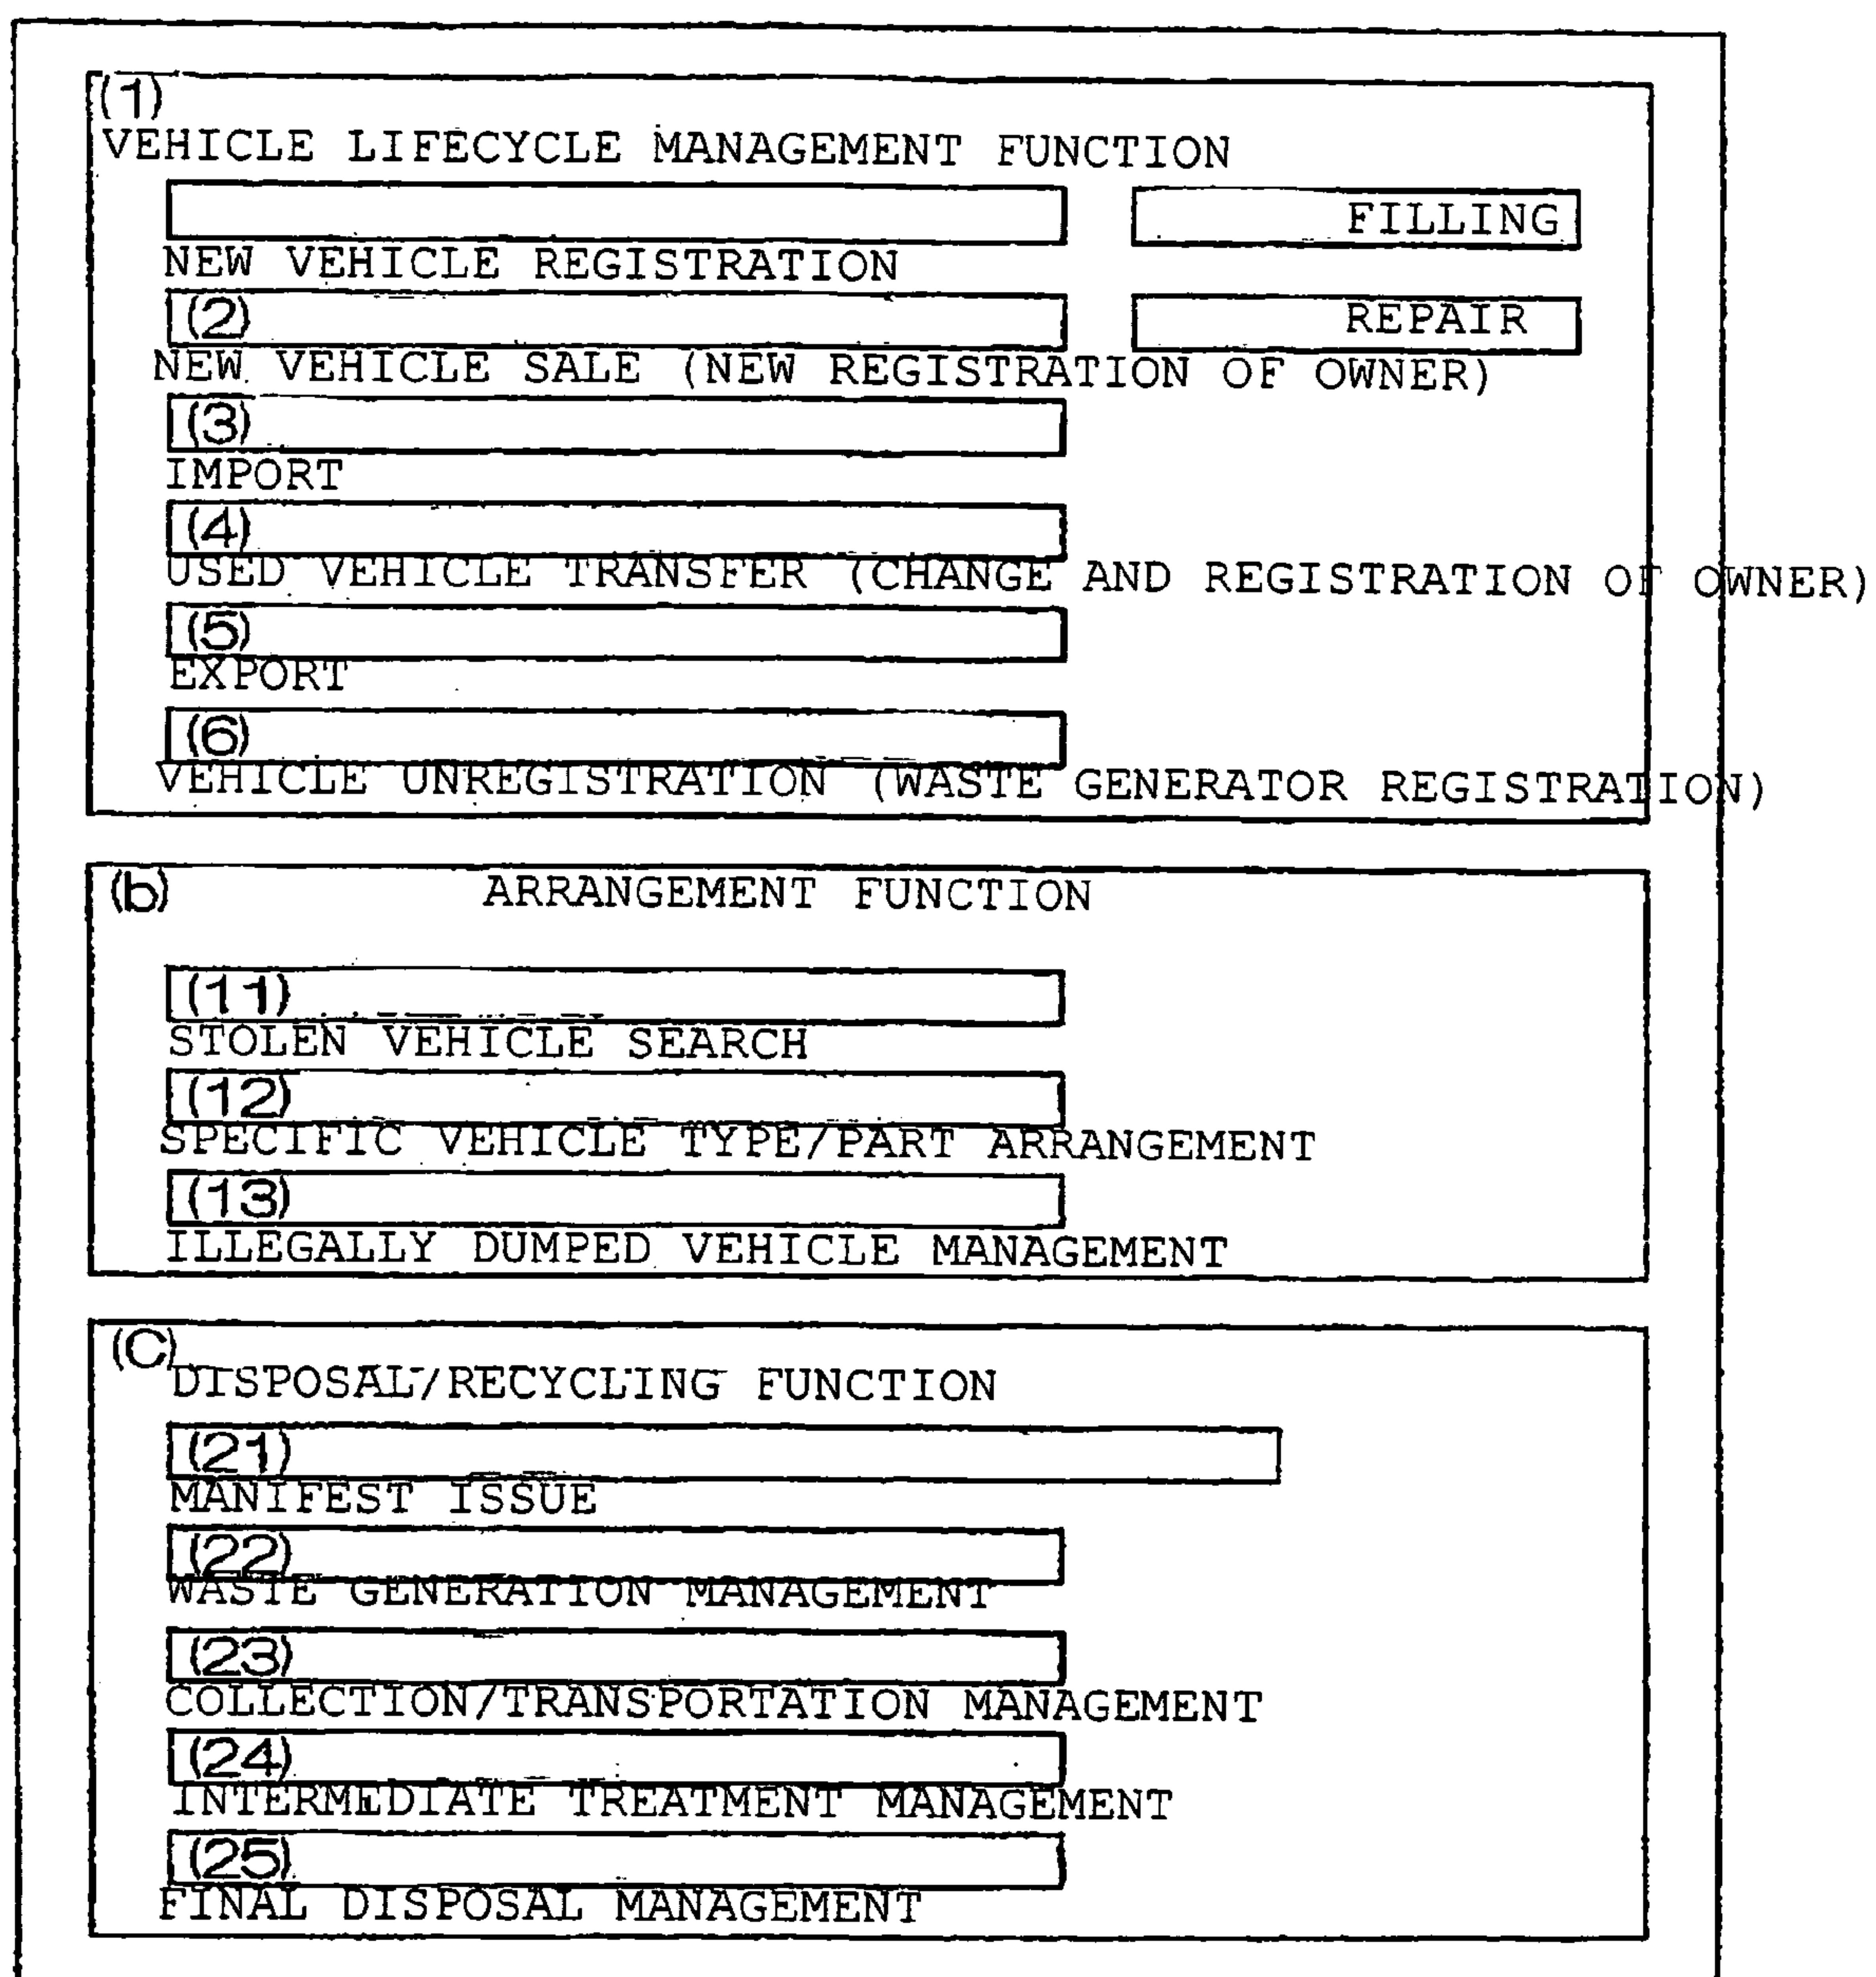 (1)
VEHICLE LIFECYCLE MANAGEMENT FUNCTION
FILLING
NEW VEHICLE REGISTRATION
(2)
REPAIR
NEW VEHICLE SALE (NEW REGISTRATION OF OWNER)
(3)
IMPORT
(4)
USED VEHICLE TRANSFER (CHANGE AND REGISTRATION OF OWNER)
(5)
EXPORT
(6)
VEHICLE UNREGISTRATION (WASTE GENERATOR REGISTRATION)
(b) ARRANGEMENT FUNCTION
(11)
STOLEN VEHICLE SEARCH
(12)
SPECIFIC VEHICLE TYPE/PART ARRANGEMENT
(13)
ILLEGALLY DUMPED VEHICLE MANAGEMENT
(C)
DISPOSAL/RECYCLING FUNCTION
(21)
MANIFEST ISSUE
(22)
WASTE GENERATION MANAGEMENT
(23)
COLLECTION/TRANSPORTATION MANAGEMENT
(24)
INTERMEDIATE TREATMENT MANAGEMENT
(25)
FINAL DISPOSAL MANAGEMENT